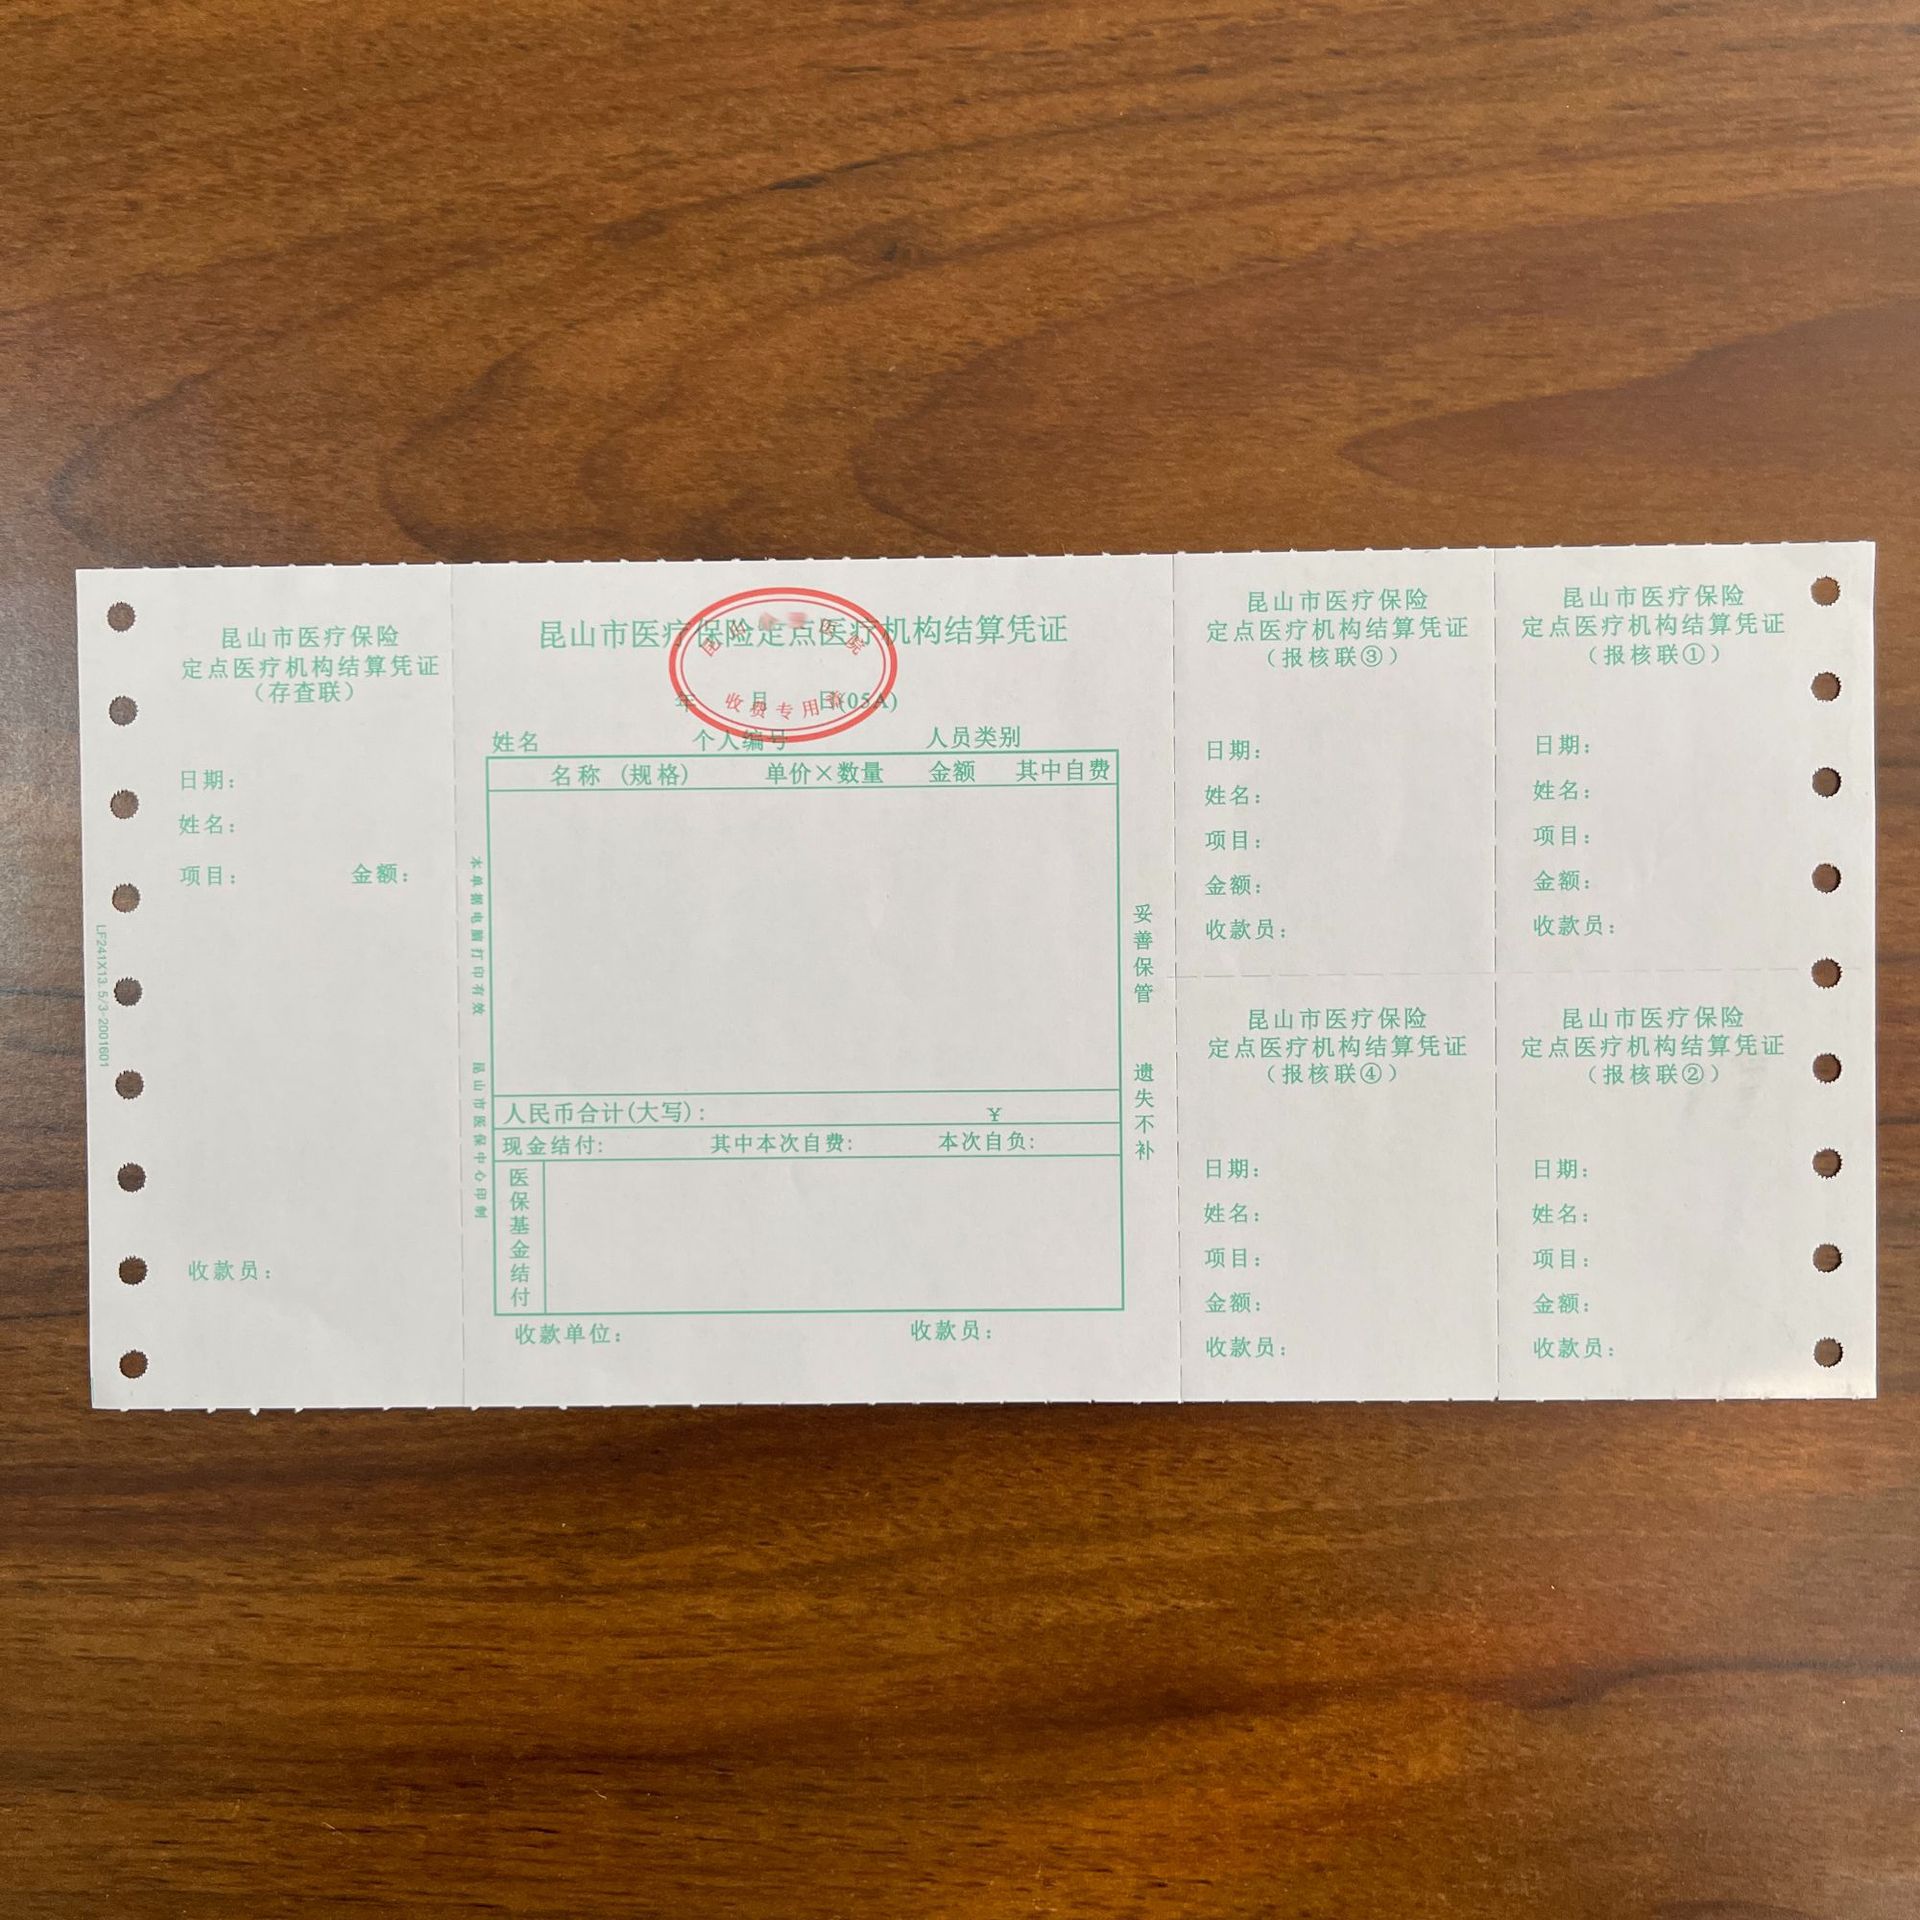 昆山市医疗保险
定点医疗机构结算凭证
(存查联)
日期：
姓名：
项目： 金额：
收款员：
LF241X13.5/3-2001601
本单据电脑打印有效 昆山市医保中心印制
昆山市医疗保险定点医疗机构结算凭证
年 月 日(05A)
昆山 医院
收费专用章
姓名 个人编号 人员类别
名称 (规格) 单价×数量 金额 其中自费
人民币合计(大写)： ¥
现金结付: 其中本次自费: 本次自负:
医保基金结付
收款单位： 收款员：
妥善保管 遗失不补
昆山市医疗保险
定点医疗机构结算凭证
(报核联③)
日期：
姓名：
项目：
金额：
收款员：
昆山市医疗保险
定点医疗机构结算凭证
(报核联①)
日期：
姓名：
项目：
金额：
收款员：
昆山市医疗保险
定点医疗机构结算凭证
(报核联④)
日期：
姓名：
项目：
金额：
收款员：
昆山市医疗保险
定点医疗机构结算凭证
(报核联②)
日期：
姓名：
项目：
金额：
收款员：